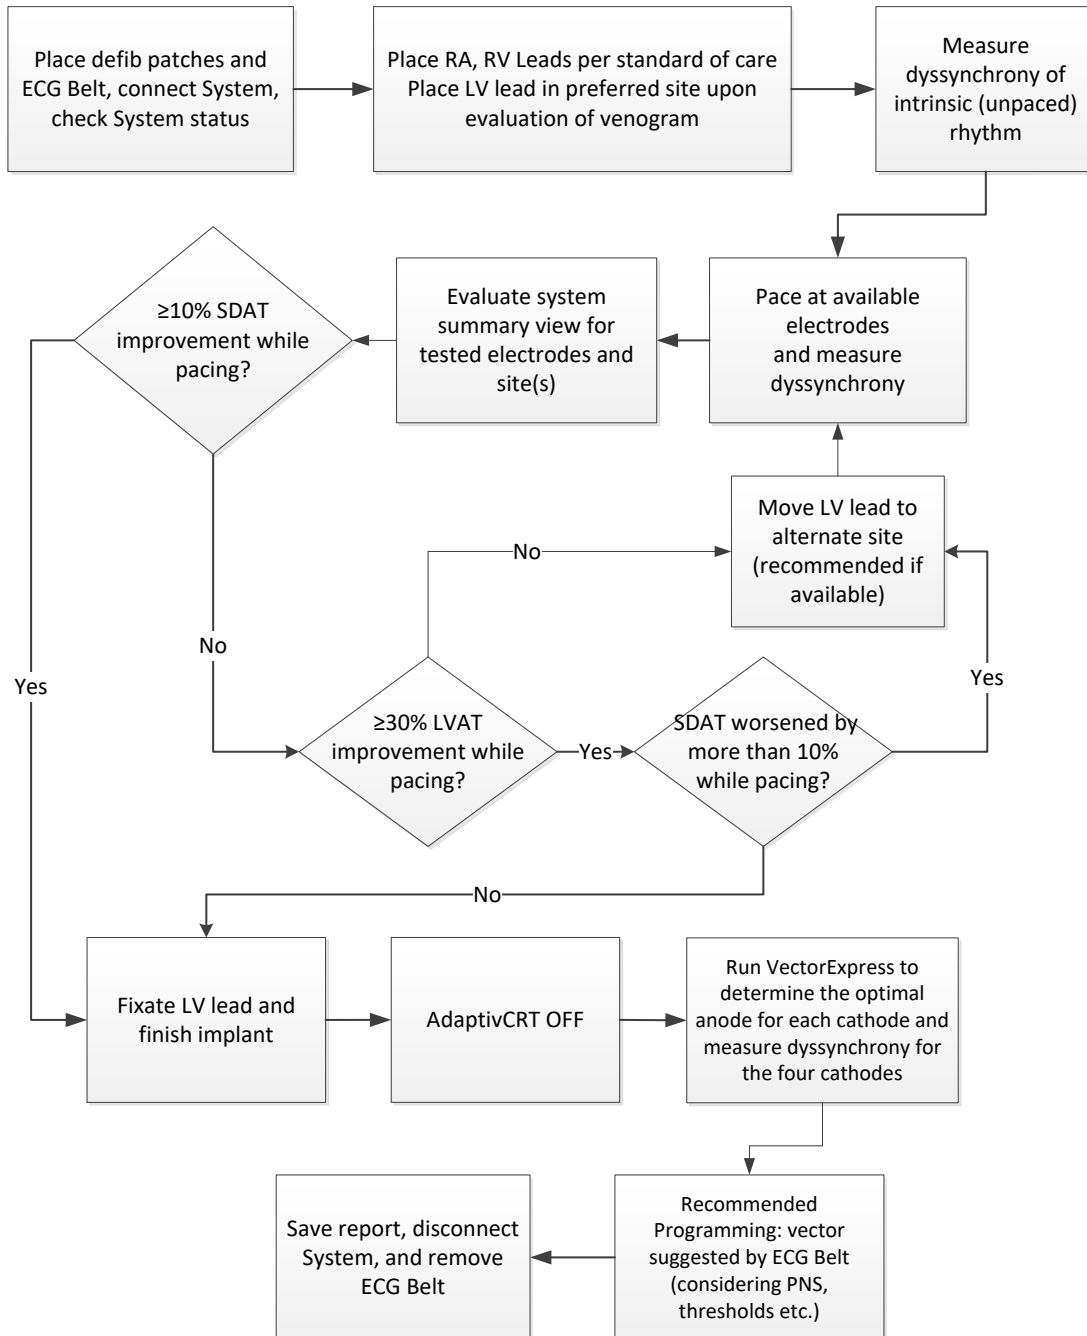 Place defib patches and
ECG Belt, connect System,
check System status
Place RA, RV Leads per standard of care
Place LV lead in preferred site upon
evaluation of venogram
Measure
dyssynchrony of
intrinsic (unpaced)
rhythm
Pace at available
electrodes
and measure
dyssynchrony
Evaluate system
summary view for
tested electrodes and
site(s)
≥10% SDAT
improvement while
pacing?
Move LV lead to
alternate site
(recommended if
available)
No
No
Yes
Yes
≥30% LVAT
improvement while
pacing?
Yes
SDAT worsened by
more than 10%
while pacing?
No
Fixate LV lead and
finish implant
AdaptivCRT OFF
Run VectorExpress to
determine the optimal
anode for each cathode and
measure dyssynchrony for
the four cathodes
Recommended
Programming: vector
suggested by ECG Belt
(considering PNS,
thresholds etc.)
Save report, disconnect
System, and remove
ECG Belt